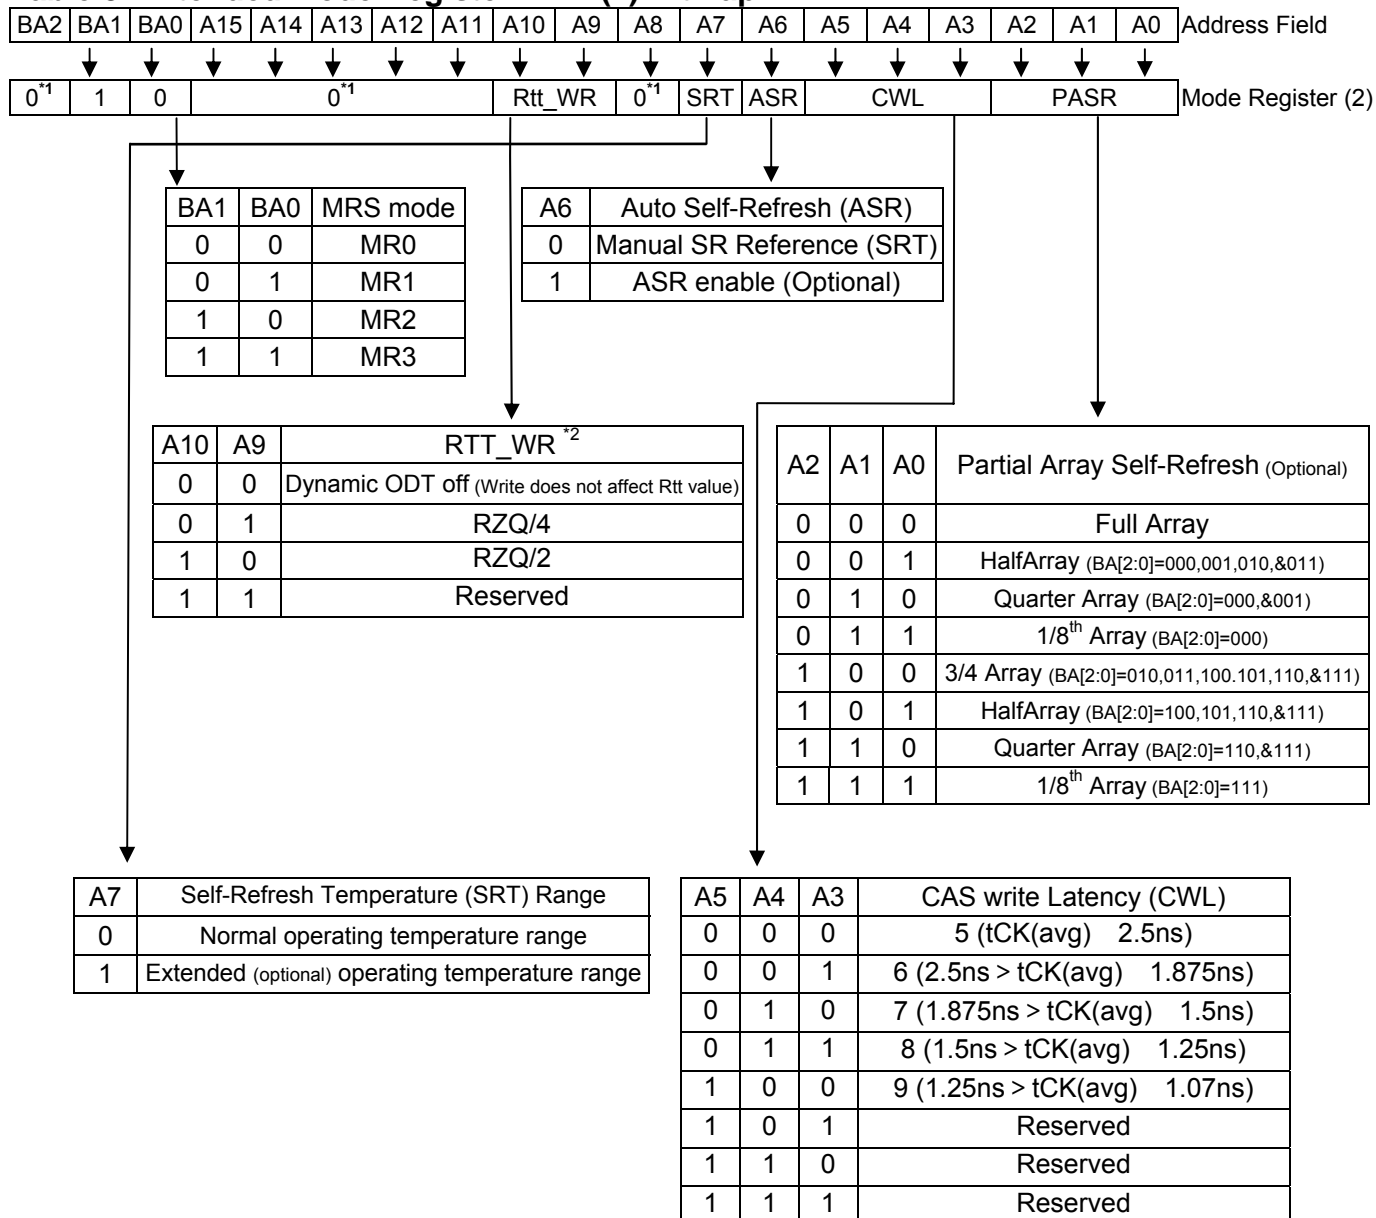 BA2 BA1 BA0 A15 A14 A13 A12 A11 A10 A9 A8 A7 A6 A5 A4 A3 A2 A1 A0 Address Field
0*1 1 0 0*1 Rtt_WR 0*1 SRT ASR CWL PASR Mode Register (2)
BA1 BA0 MRS mode
0 0 MR0
0 1 MR1
1 0 MR2
1 1 MR3
A6 Auto Self-Refresh (ASR)
0 Manual SR Reference (SRT)
1 ASR enable (Optional)
A10 A9 RTT_WR *2
0 0 Dynamic ODT off (Write does not affect Rtt value)
0 1 RZQ/4
1 0 RZQ/2
1 1 Reserved
A2 A1 A0 Partial Array Self-Refresh (Optional)
0 0 0 Full Array
0 0 1 HalfArray (BA[2:0]=000,001,010,&011)
0 1 0 Quarter Array (BA[2:0]=000,&001)
0 1 1 1/8th Array (BA[2:0]=000)
1 0 0 3/4 Array (BA[2:0]=010,011,100.101,110,&111)
1 0 1 HalfArray (BA[2:0]=100,101,110,&111)
1 1 0 Quarter Array (BA[2:0]=110,&111)
1 1 1 1/8th Array (BA[2:0]=111)
A7 Self-Refresh Temperature (SRT) Range
0 Normal operating temperature range
1 Extended (optional) operating temperature range
A5 A4 A3 CAS write Latency (CWL)
0 0 0 5 (tCK(avg) 2.5ns)
0 0 1 6 (2.5ns > tCK(avg) 1.875ns)
0 1 0 7 (1.875ns > tCK(avg) 1.5ns)
0 1 1 8 (1.5ns > tCK(avg) 1.25ns)
1 0 0 9 (1.25ns > tCK(avg) 1.07ns)
1 0 1 Reserved
1 1 0 Reserved
1 1 1 Reserved